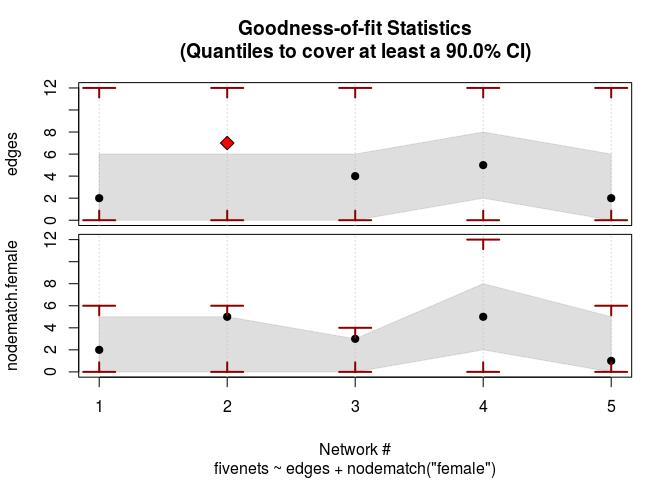 Goodness-of-fit Statistics
(Quantiles to cover at least a 90.0% CI)
edges
12
8
6
4
2
0
nodematch.female
12
8
6
4
2
0
1 2 3 4 5
Network #
fivenets ~ edges + nodematch("female")